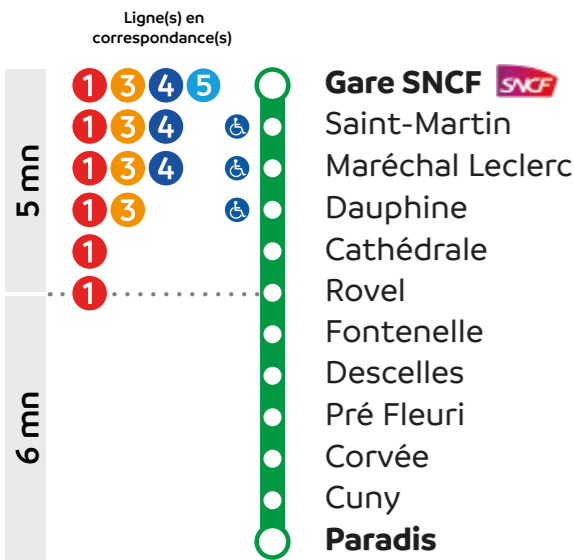 Ligne(s) en
correspondance(s)
1 3 4 5 Gare SNCF SNCF
1 3 4 Saint-Martin
1 3 4 Maréchal Leclerc
1 3 Dauphine
1 Cathédrale
1 Rovel
Fontenelle
Descelles
Pré Fleuri
Corvée
Cuny
Paradis
5 mn
6 mn